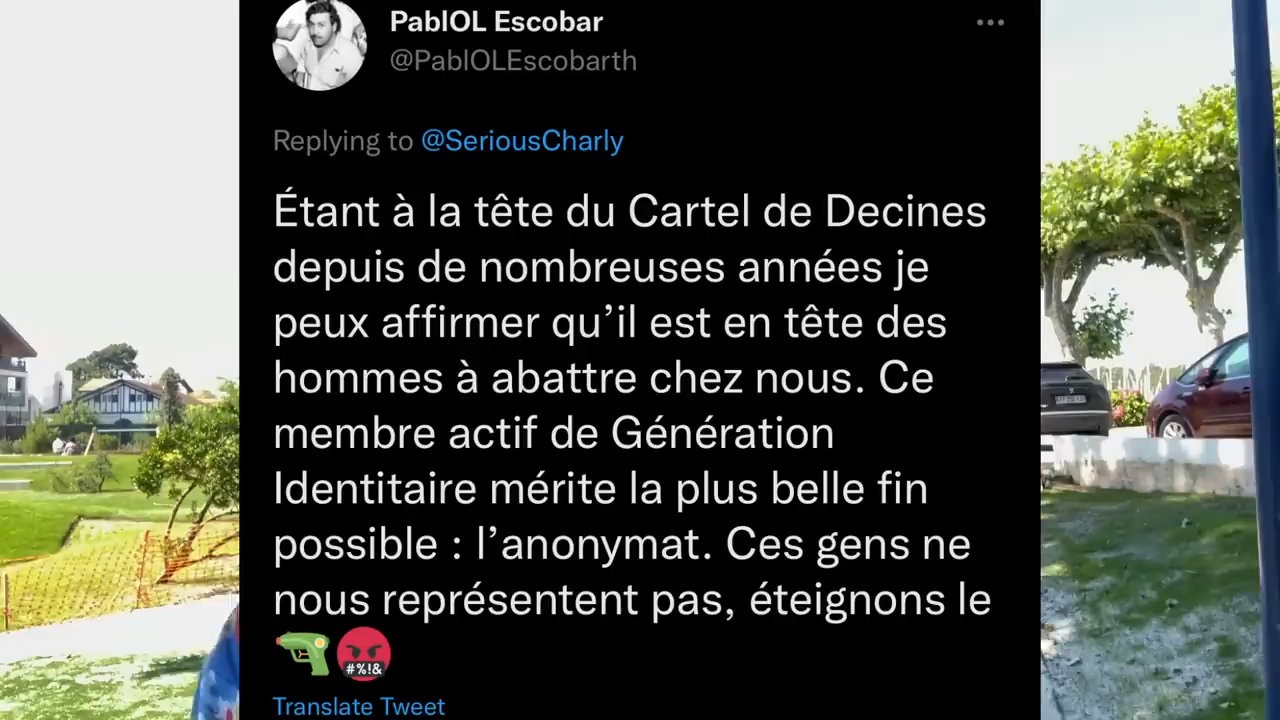 PablOL Escobar
@PablOLEscobarth
Replying to @SeriousCharly
Étant à la tête du Cartel de Decines
depuis de nombreuses années je
peux affirmer qu’il est en tête des
hommes à abattre chez nous. Ce
membre actif de Génération
Identitaire mérite la plus belle fin
possible : l’anonymat. Ces gens ne
nous représentent pas, éteignons le
#%!&
Translate Tweet